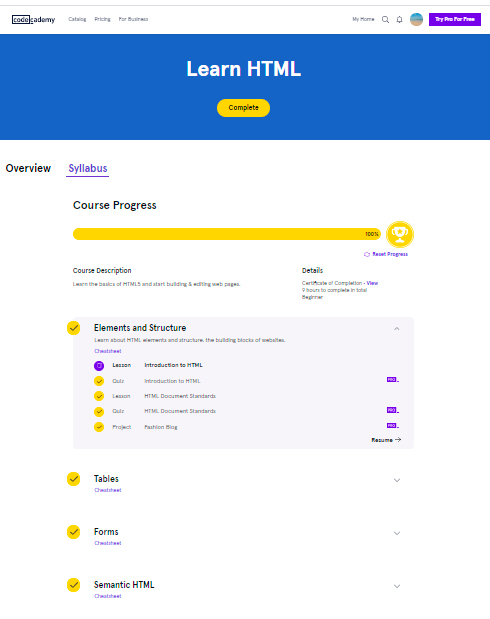 codecademy
Catalog Pricing For Business My Home Try Pro For Free
Learn HTML
Complete
Overview Syllabus
Course Progress
100%
Reset Progress
Course Description
Learn the basics of HTML5 and start building & editing web pages.
Details
Certificate of Completion - View
9 hours to complete in total
Beginner
Elements and Structure
Learn about HTML elements and structure, the building blocks of websites.
Cheatsheet
Lesson Introduction to HTML
Quiz Introduction to HTML PRO
Lesson HTML Document Standards
Quiz HTML Document Standards PRO
Project Fashion Blog PRO
Resume
Tables
Cheatsheet
Forms
Cheatsheet
Semantic HTML
Cheatsheet